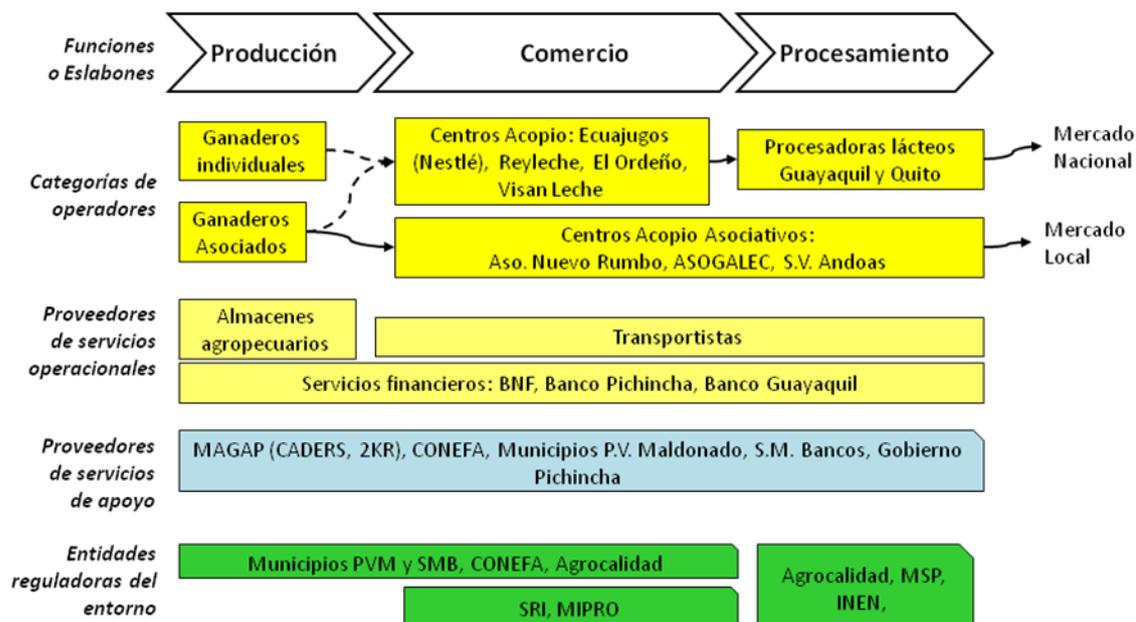 Funciones
o Eslabones
Producción
Comercio
Procesamiento
Categorías de
operadores
Ganaderos
individuales
Centros Acopio: Ecuajugos
(Nestlé), Reyleche, El Ordeño,
Visan Leche
Procesadoras lácteos
Guayaquil y Quito
Mercado
Nacional
Ganaderos
Asociados
Centros Acopio Asociativos:
Aso. Nuevo Rumbo, ASOGALEC, S.V. Andoas
Mercado
Local
Proveedores
de servicios
operacionales
Almacenes
agropecuarios
Transportistas
Servicios financieros: BNF, Banco Pichincha, Banco Guayaquil
Proveedores
de servicios
de apoyo
MAGAP (CADERS, 2KR), CONEFA, Municipios P.V. Maldonado, S.M. Bancos, Gobierno
Pichincha
Entidades
reguladoras del
entorno
Municipios PVM y SMB, CONEFA, Agrocalidad
SRI, MIPRO
Agrocalidad, MSP,
INEN,